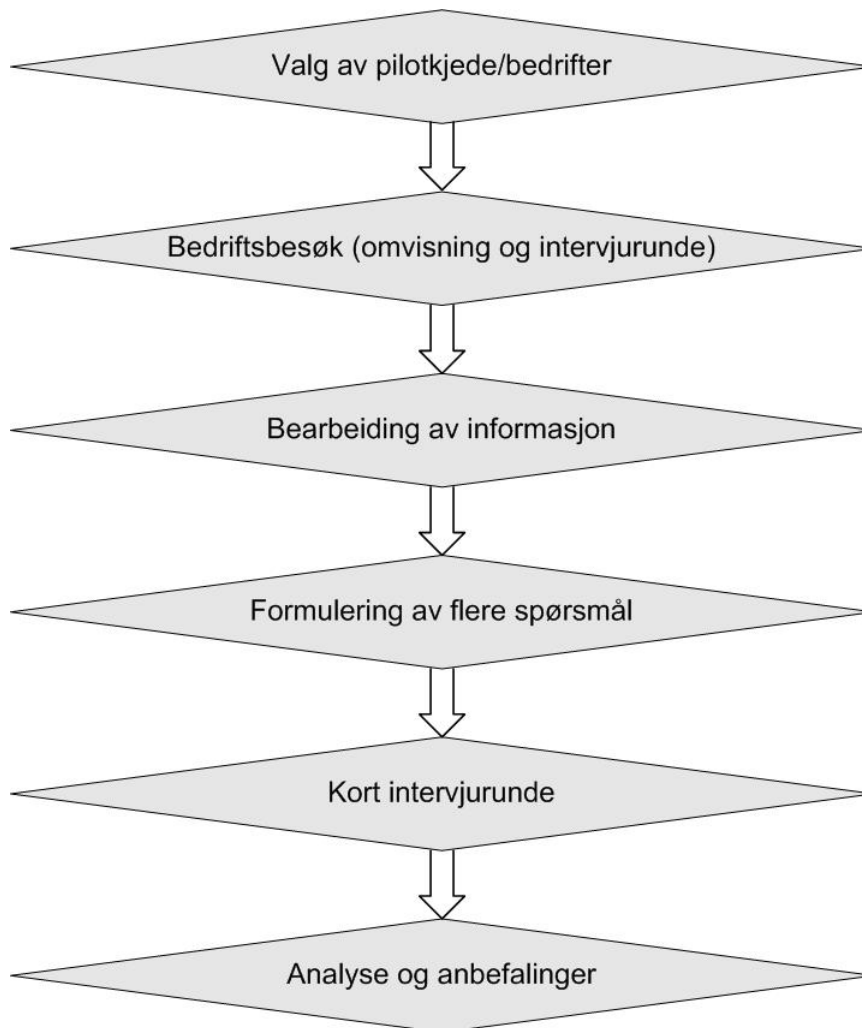 Valg av pilotkjede/bedrifter
Bedriftsbesøk (omvisning og intervjurunde)
Bearbeiding av informasjon
Formulering av flere spørsmål
Kort intervjurunde
Analyse og anbefalinger